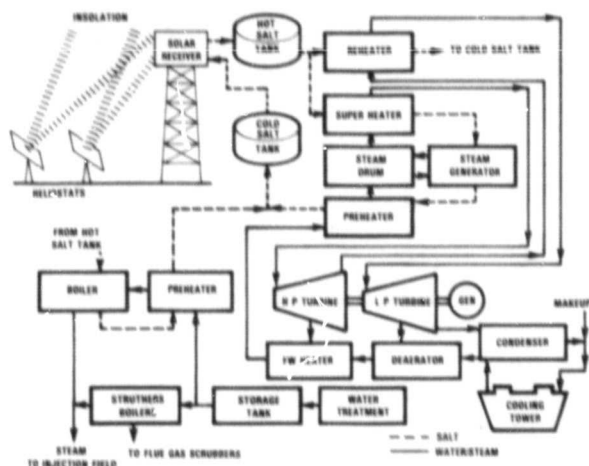 INSOLATION
SOLAR
RECEIVER
HOT
SALT
TANK
REHEATER
TO COLD SALT TANK
COLD
SALT
TANK
SUPER HEATER
STEAM
DRUM
STEAM
GENERATOR
PREHEATER
HELIOSTATS
FROM HOT
SALT TANK
BOILER
PREHEATER
H P TURBINE
L P TURBINE
GEN
MAKEUP
FW HEATER
DEAERATOR
CONDENSER
COOLING
TOWER
STRUTHERS
BOILERS
STORAGE
TANK
WATER
TREATMENT
STEAM
TO INJECTION FIELD
TO FLUE GAS SCRUBBERS
SALT
WATER/STEAM